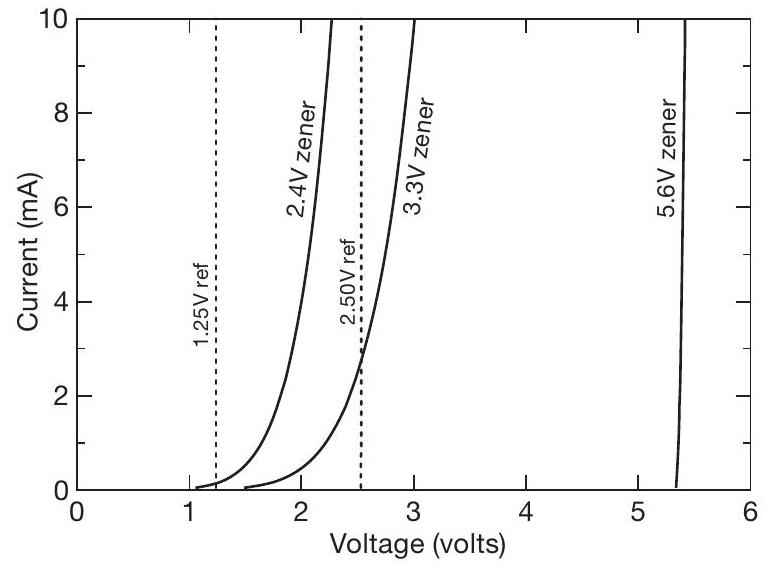 10
8
6
4
2
0
Current (mA)
1.25V ref
2.4V zener
2.50V ref
3.3V zener
5.6V zener
0 1 2 3 4 5 6
Voltage (volts)